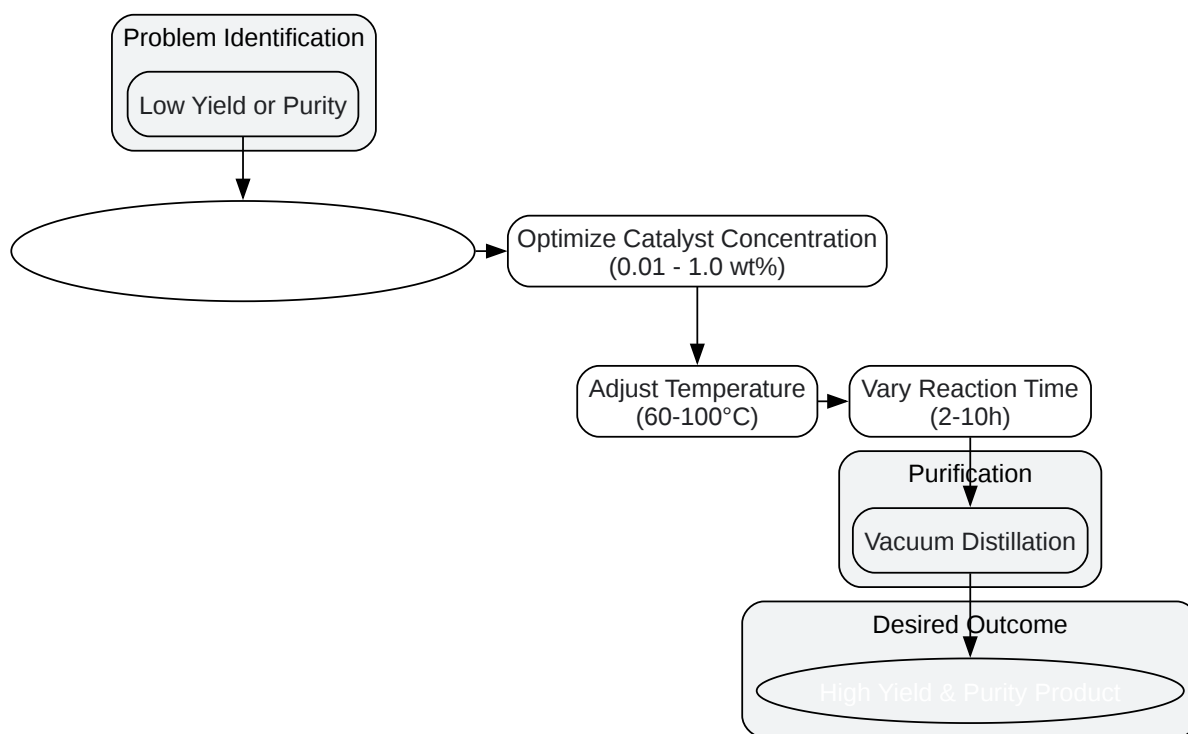 Problem Identification
Low Yield or Purity
Optimize Catalyst Concentration
(0.01 - 1.0 wt%)
Adjust Temperature
(60-100°C)
Vary Reaction Time
(2-10h)
Purification
Vacuum Distillation
Desired Outcome
High Yield & Purity Product